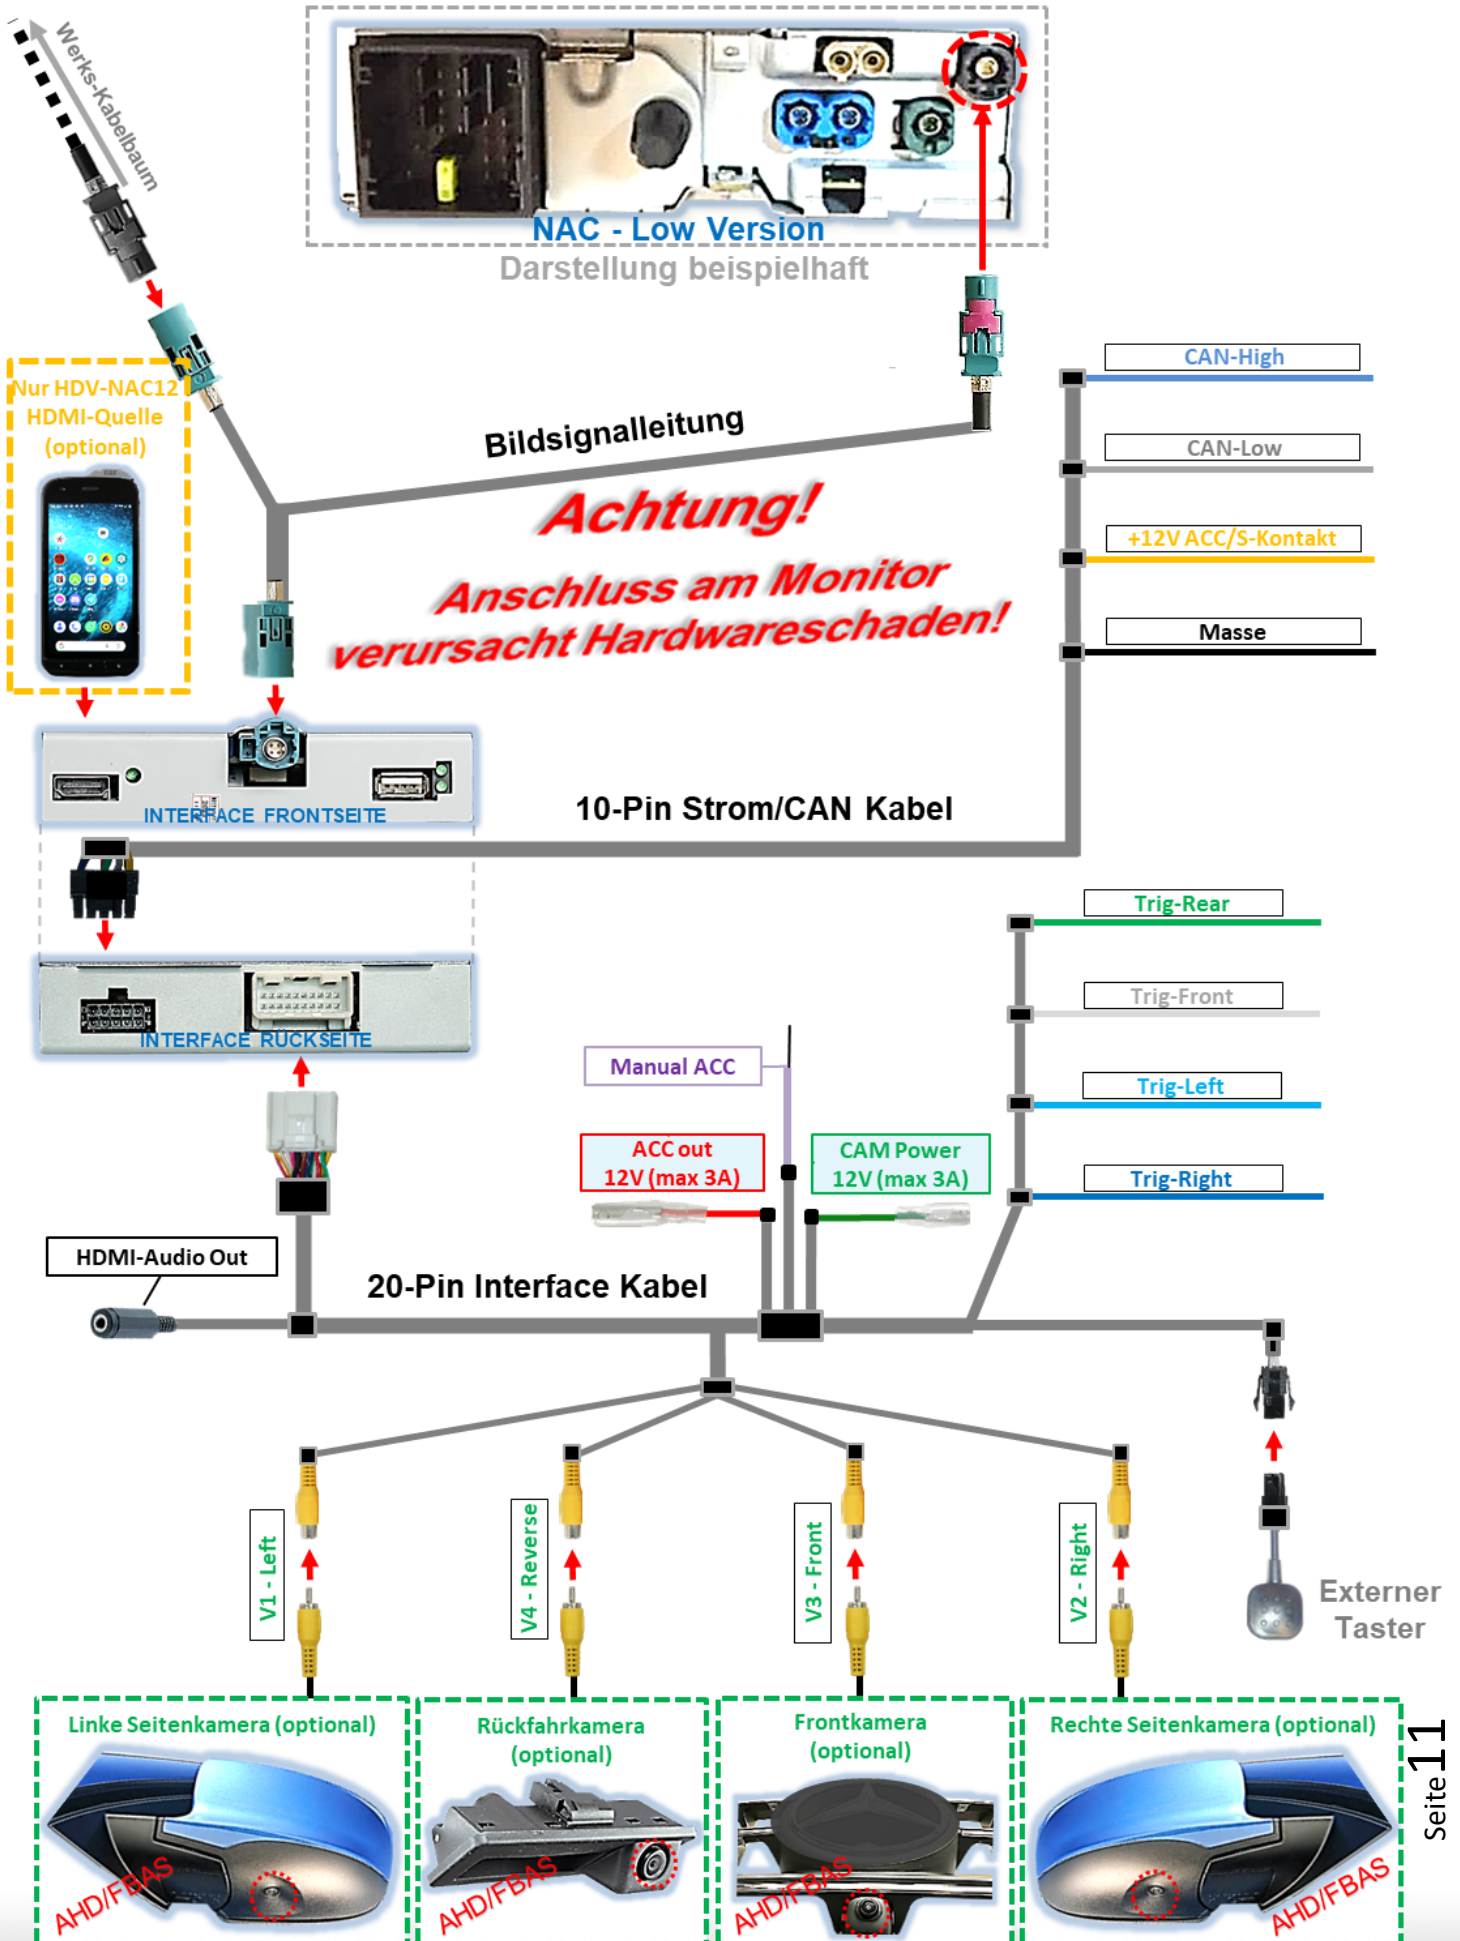 Werks-Kabelbaum
NAC - Low Version
Darstellung beispielhaft
Nur HDV-NAC12
HDMI-Quelle
(optional)
Bildsignalleitung
Achtung!
Anschluss am Monitor
verursacht Hardwareschaden!
CAN-High
CAN-Low
+12V ACC/S-Kontakt
Masse
INTERFACE FRONTSEITE
10-Pin Strom/CAN Kabel
Trig-Rear
Trig-Front
Trig-Left
Trig-Right
INTERFACE RÜCKSEITE
Manual ACC
ACC out
12V (max 3A)
CAM Power
12V (max 3A)
HDMI-Audio Out
20-Pin Interface Kabel
V1 - Left
V4 - Reverse
V3 - Front
V2 - Right
Externer
Taster
Linke Seitenkamera (optional)
AHD/FBAS
Rückfahrkamera
(optional)
AHD/FBAS
Frontkamera
(optional)
AHD/FBAS
Rechte Seitenkamera (optional)
AHD/FBAS
Seite 11